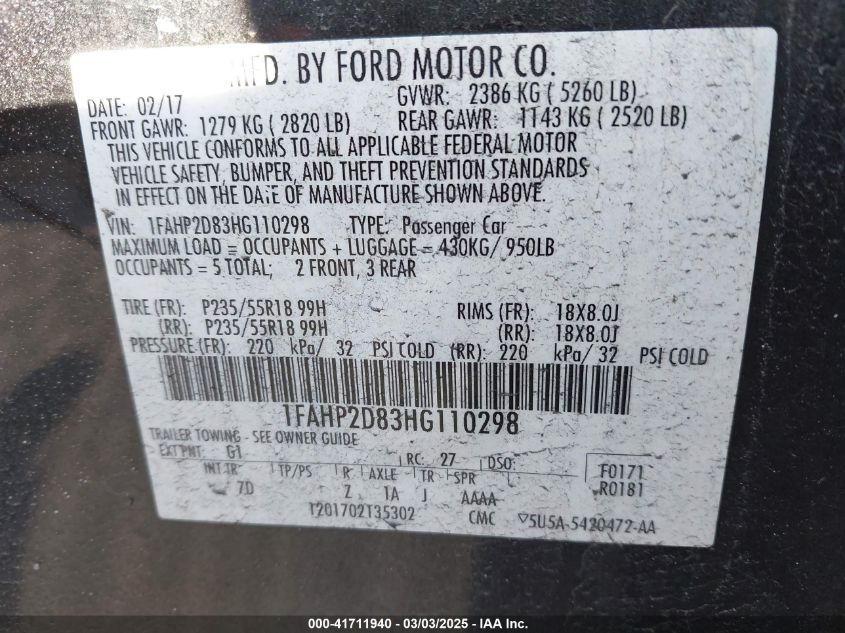 MFD. BY FORD MOTOR CO.
DATE: 02/17 GVWR: 2386 KG ( 5260 LB)
FRONT GAWR: 1279 KG ( 2820 LB) REAR GAWR: 1143 KG ( 2520 LB)
THIS VEHICLE CONFORMS TO ALL APPLICABLE FEDERAL MOTOR
VEHICLE SAFETY, BUMPER, AND THEFT PREVENTION STANDARDS
IN EFFECT ON THE DATE OF MANUFACTURE SHOWN ABOVE.
VIN: 1FAHP2D83HG110298 TYPE: Passenger Car
MAXIMUM LOAD = OCCUPANTS + LUGGAGE = 430KG/ 950LB
OCCUPANTS = 5 TOTAL; 2 FRONT, 3 REAR
TIRE (FR): P235/55R18 99H RIMS (FR): 18X8.0J
(RR): P235/55R18 99H (RR): 18X8.0J
PRESSURE (FR): 220 kPa/ 32 PSI COLD (RR): 220 kPa/ 32 PSI COLD
1FAHP2D83HG110298
TRAILER TOWING - SEE OWNER GUIDE
EXT PNT: G1 RC: 27 DSO: F0171
INT TR TP/PS R AXLE TR SPR R0181
7D Z TA J AAAA
T201702T35302 CMC ▽5U5A-5420472-AA
000-41711940 - 03/03/2025 - IAA Inc.